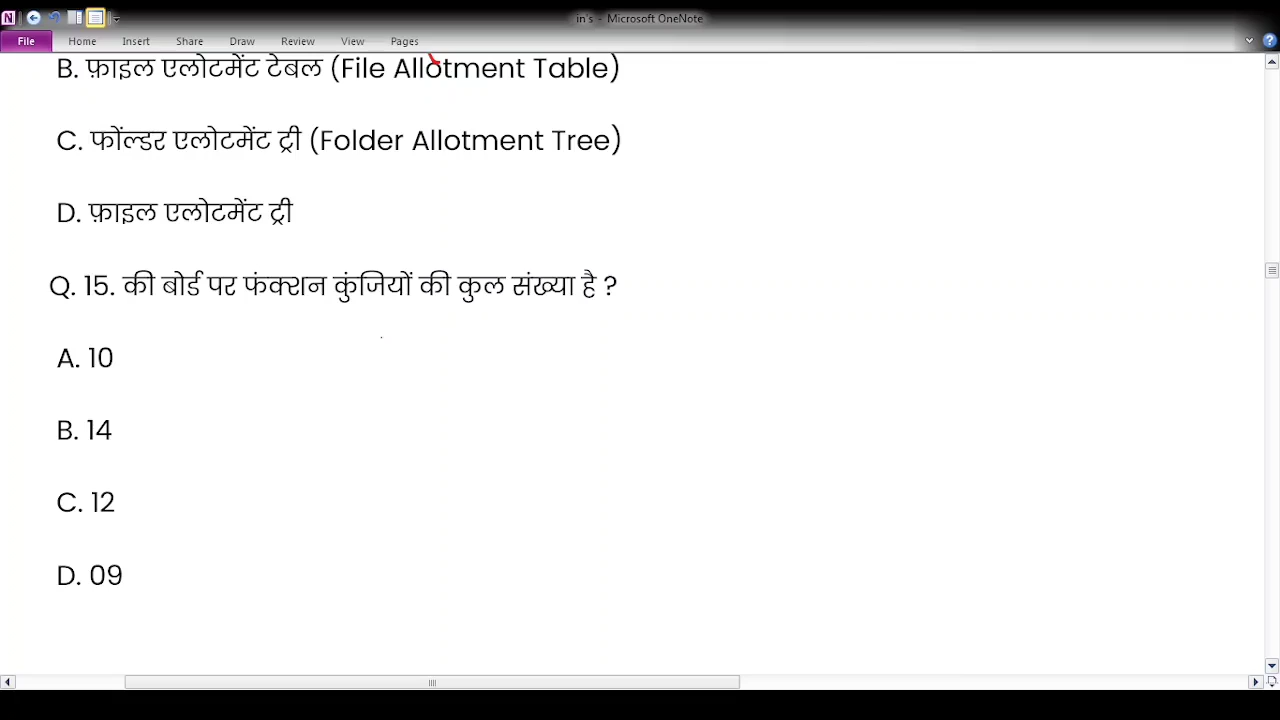 in's - Microsoft OneNote
File Home Insert Share Draw Review View Pages
B. फ़ाइल एलोटमेंट टेबल (File Allotment Table)
C. फोंल्डर एलोटमेंट ट्री (Folder Allotment Tree)
D. फ़ाइल एलोटमेंट ट्री
Q. 15. की बोर्ड पर फंक्शन कुंजियों की कुल संख्या है ?
A. 10
B. 14
C. 12
D. 09